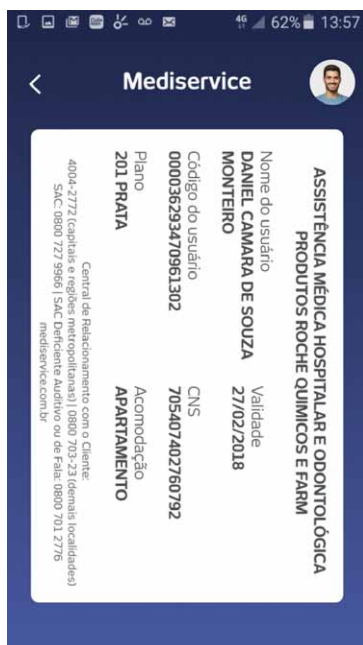 4G 62% 13:57
Mediservice
ASSISTÊNCIA MÉDICA HOSPITALAR E ODONTOLÓGICA
PRODUTOS ROCHE QUIMICOS E FARM
Nome do usuário
DANIEL CAMARA DE SOUZA
MONTEIRO
Validade
27/02/2018
Código do usuário
000036293470961302
CNS
705407402760792
Plano
201 PRATA
Acomodação
APARTAMENTO
Central de Relacionamento com o Cliente:
4004-2772 (capitais e regiões metropolitanas) | 0800 703-23 (demais localidades)
SAC: 0800 727 9966 | SAC Deficiente Auditivo ou de Fala: 0800 701 2776
mediservice.com.br